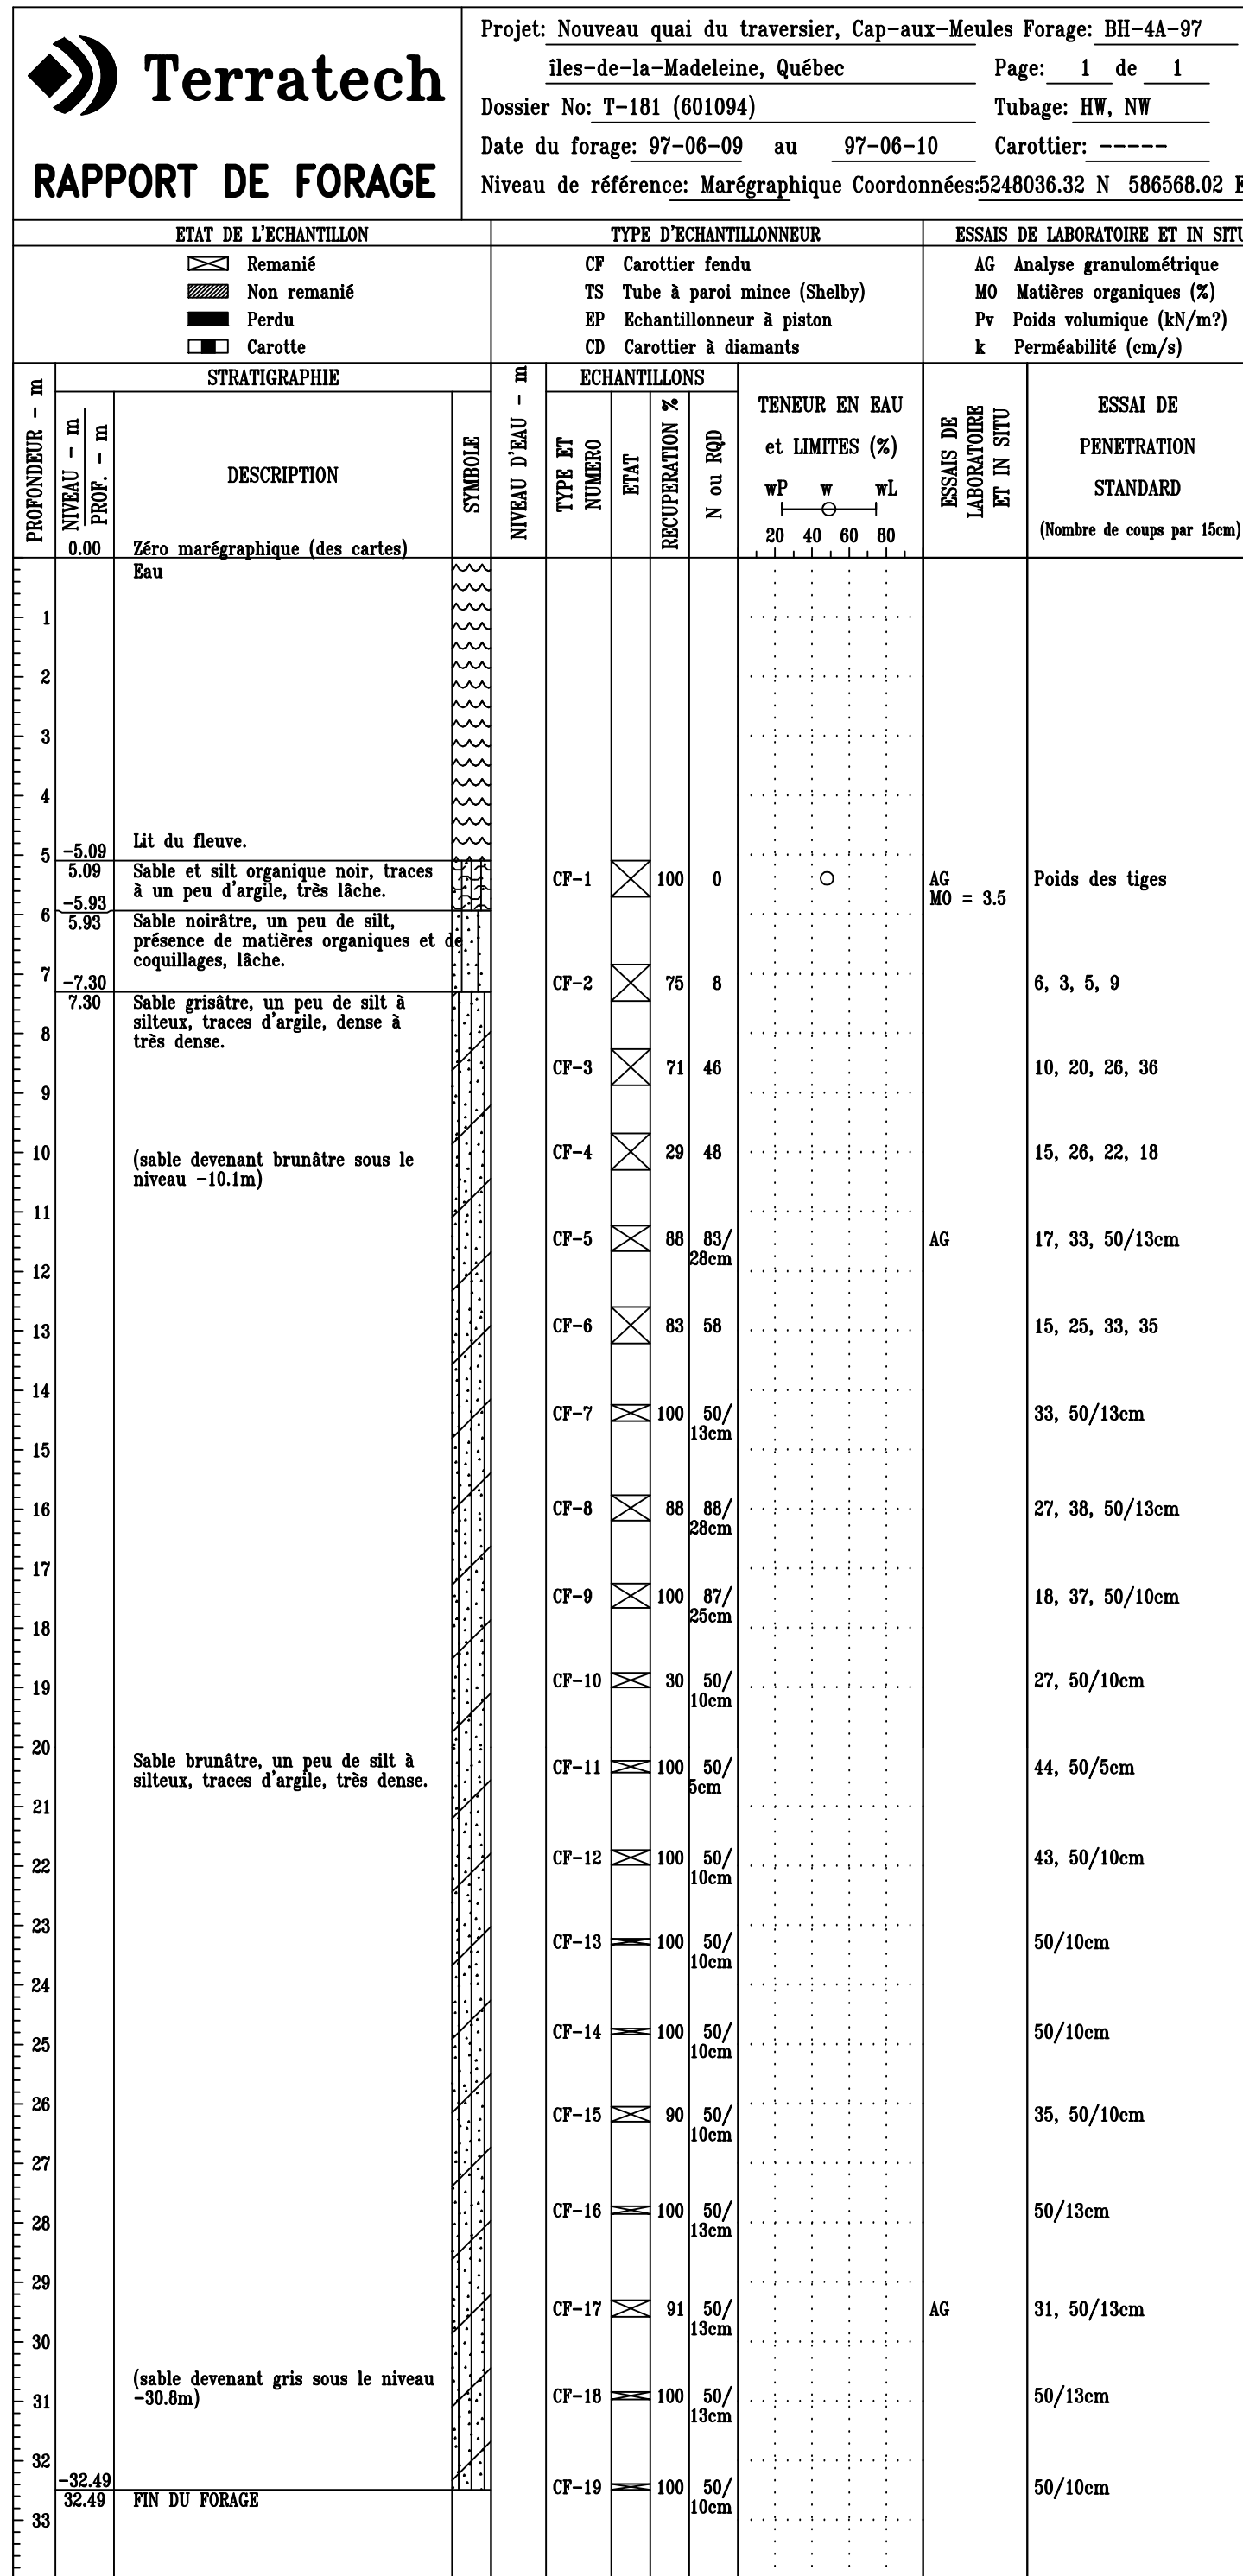 Terratech
RAPPORT DE FORAGE
Projet: Nouveau quai du traversier, Cap-aux-Meules Forage: BH-4A-97
îles-de-la-Madeleine, Québec Page: 1 de 1
Dossier No: T-181 (601094) Tubage: HW, NW
Date du forage: 97-06-09 au 97-06-10 Carottier: -----
Niveau de référence: Marégraphique Coordonnées:5248036.32 N 586568.02 E
ETAT DE L'ECHANTILLON TYPE D'ECHANTILLONNEUR ESSAIS DE LABORATOIRE ET IN SITU
Remanié CF Carottier fendu AG Analyse granulométrique
Non remanié TS Tube à paroi mince (Shelby) MO Matières organiques (%)
Perdu EP Echantillonneur à piston Pv Poids volumique (kN/m?)
Carotte CD Carottier à diamants k Perméabilité (cm/s)
PROFONDEUR - m
STRATIGRAPHIE
NIVEAU - m
PROF. - m
DESCRIPTION
SYMBOLE
NIVEAU D'EAU - m
ECHANTILLONS
TYPE ET
NUMERO
ETAT
RECUPERATION %
N ou RQD
TENEUR EN EAU
et LIMITES (%)
wP w wL
20 40 60 80
ESSAIS DE
LABORATOIRE
ET IN SITU
ESSAI DE
PENETRATION
STANDARD
(Nombre de coups par 15cm)
0.00 Zéro marégraphique (des cartes)
Eau
1
2
3
4
Lit du fleuve.
-5.09
5
5.09 Sable et silt organique noir, traces
à un peu d'argile, très lâche.
CF-1 100 0 AG Poids des tiges
MO = 3.5
-5.93
6
5.93 Sable noirâtre, un peu de silt,
présence de matières organiques et de
coquillages, lâche.
7
-7.30
CF-2 75 8 6, 3, 5, 9
7.30 Sable grisâtre, un peu de silt à
silteux, traces d'argile, dense à
très dense.
8
CF-3 71 46 10, 20, 26, 36
9
10
CF-4 29 48 15, 26, 22, 18
(sable devenant brunâtre sous le
niveau -10.1m)
11
CF-5 88 83/ AG 17, 33, 50/13cm
28cm
12
13
CF-6 83 58 15, 25, 33, 35
14
CF-7 100 50/ 33, 50/13cm
13cm
15
16
CF-8 88 88/ 27, 38, 50/13cm
28cm
17
CF-9 100 87/ 18, 37, 50/10cm
25cm
18
CF-10 30 50/ 27, 50/10cm
19
10cm
20
Sable brunâtre, un peu de silt à
silteux, traces d'argile, très dense.
CF-11 100 50/ 44, 50/5cm
5cm
21
CF-12 100 50/ 43, 50/10cm
22
10cm
23
CF-13 100 50/ 50/10cm
10cm
24
CF-14 100 50/ 50/10cm
25
10cm
26
CF-15 90 50/ 35, 50/10cm
10cm
27
CF-16 100 50/ 50/13cm
28
13cm
29
CF-17 91 50/ AG 31, 50/13cm
13cm
30
(sable devenant gris sous le niveau
-30.8m)
CF-18 100 50/ 50/13cm
31
13cm
32
-32.49
CF-19 100 50/ 50/10cm
10cm
32.49 FIN DU FORAGE
33